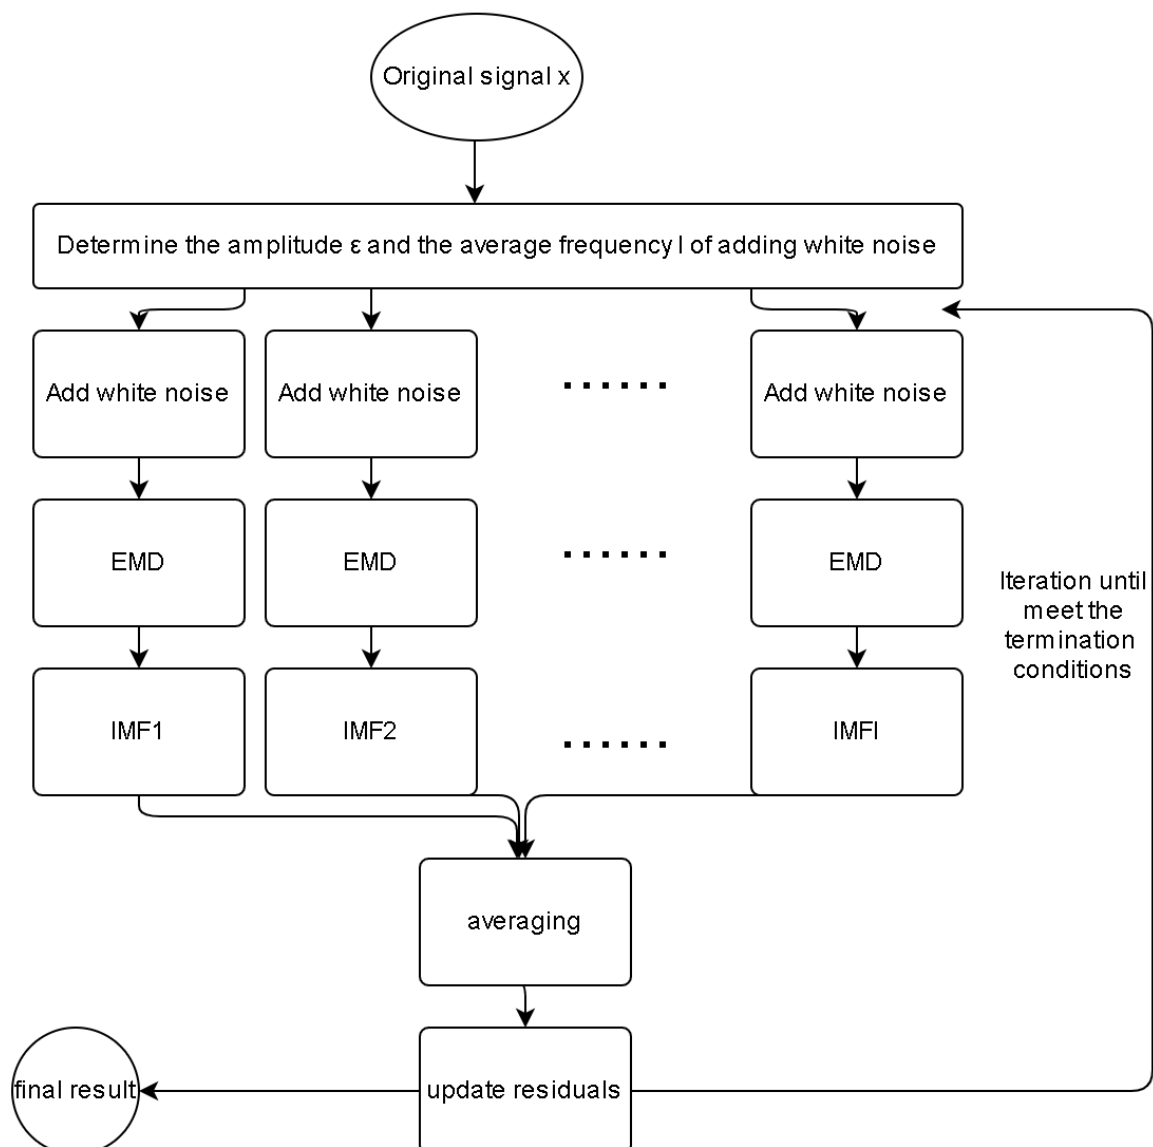 Original signal x
Determine the amplitude ε and the average frequency I of adding white noise
Add white noise
Add white noise
......
Add white noise
EMD
EMD
......
EMD
Iteration until
meet the
termination
conditions
IMF1
IMF2
......
IMFI
averaging
final result
update residuals